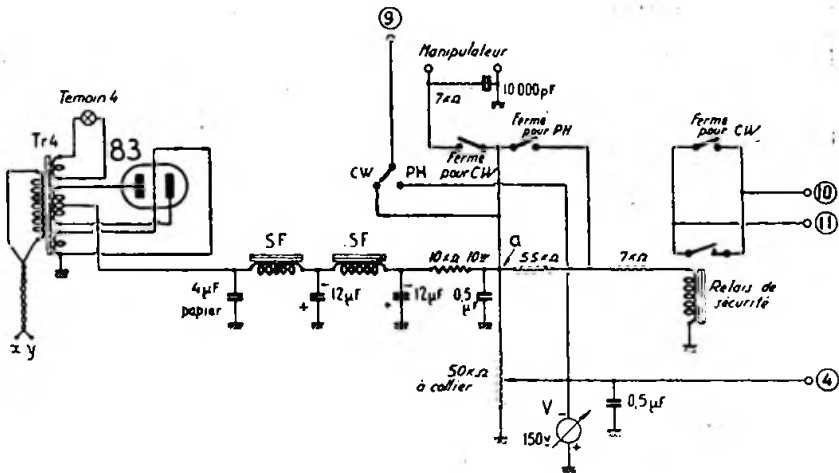 ⑨
Manipulateur
10 000 pF
7KΩ
Temoin 4
Tr4
83
Fermé
pour PH
Fermé
pour CW
Fermé
pour CW
CW
PH
⑩
⑪
SF
SF
10KΩ 10W
a
55KΩ
7KΩ
4µF
papier
12µF
12µF
0,5
µF
Relais de
sécurité
x y
50KΩ
à collier
④
V
0,5µF
150V